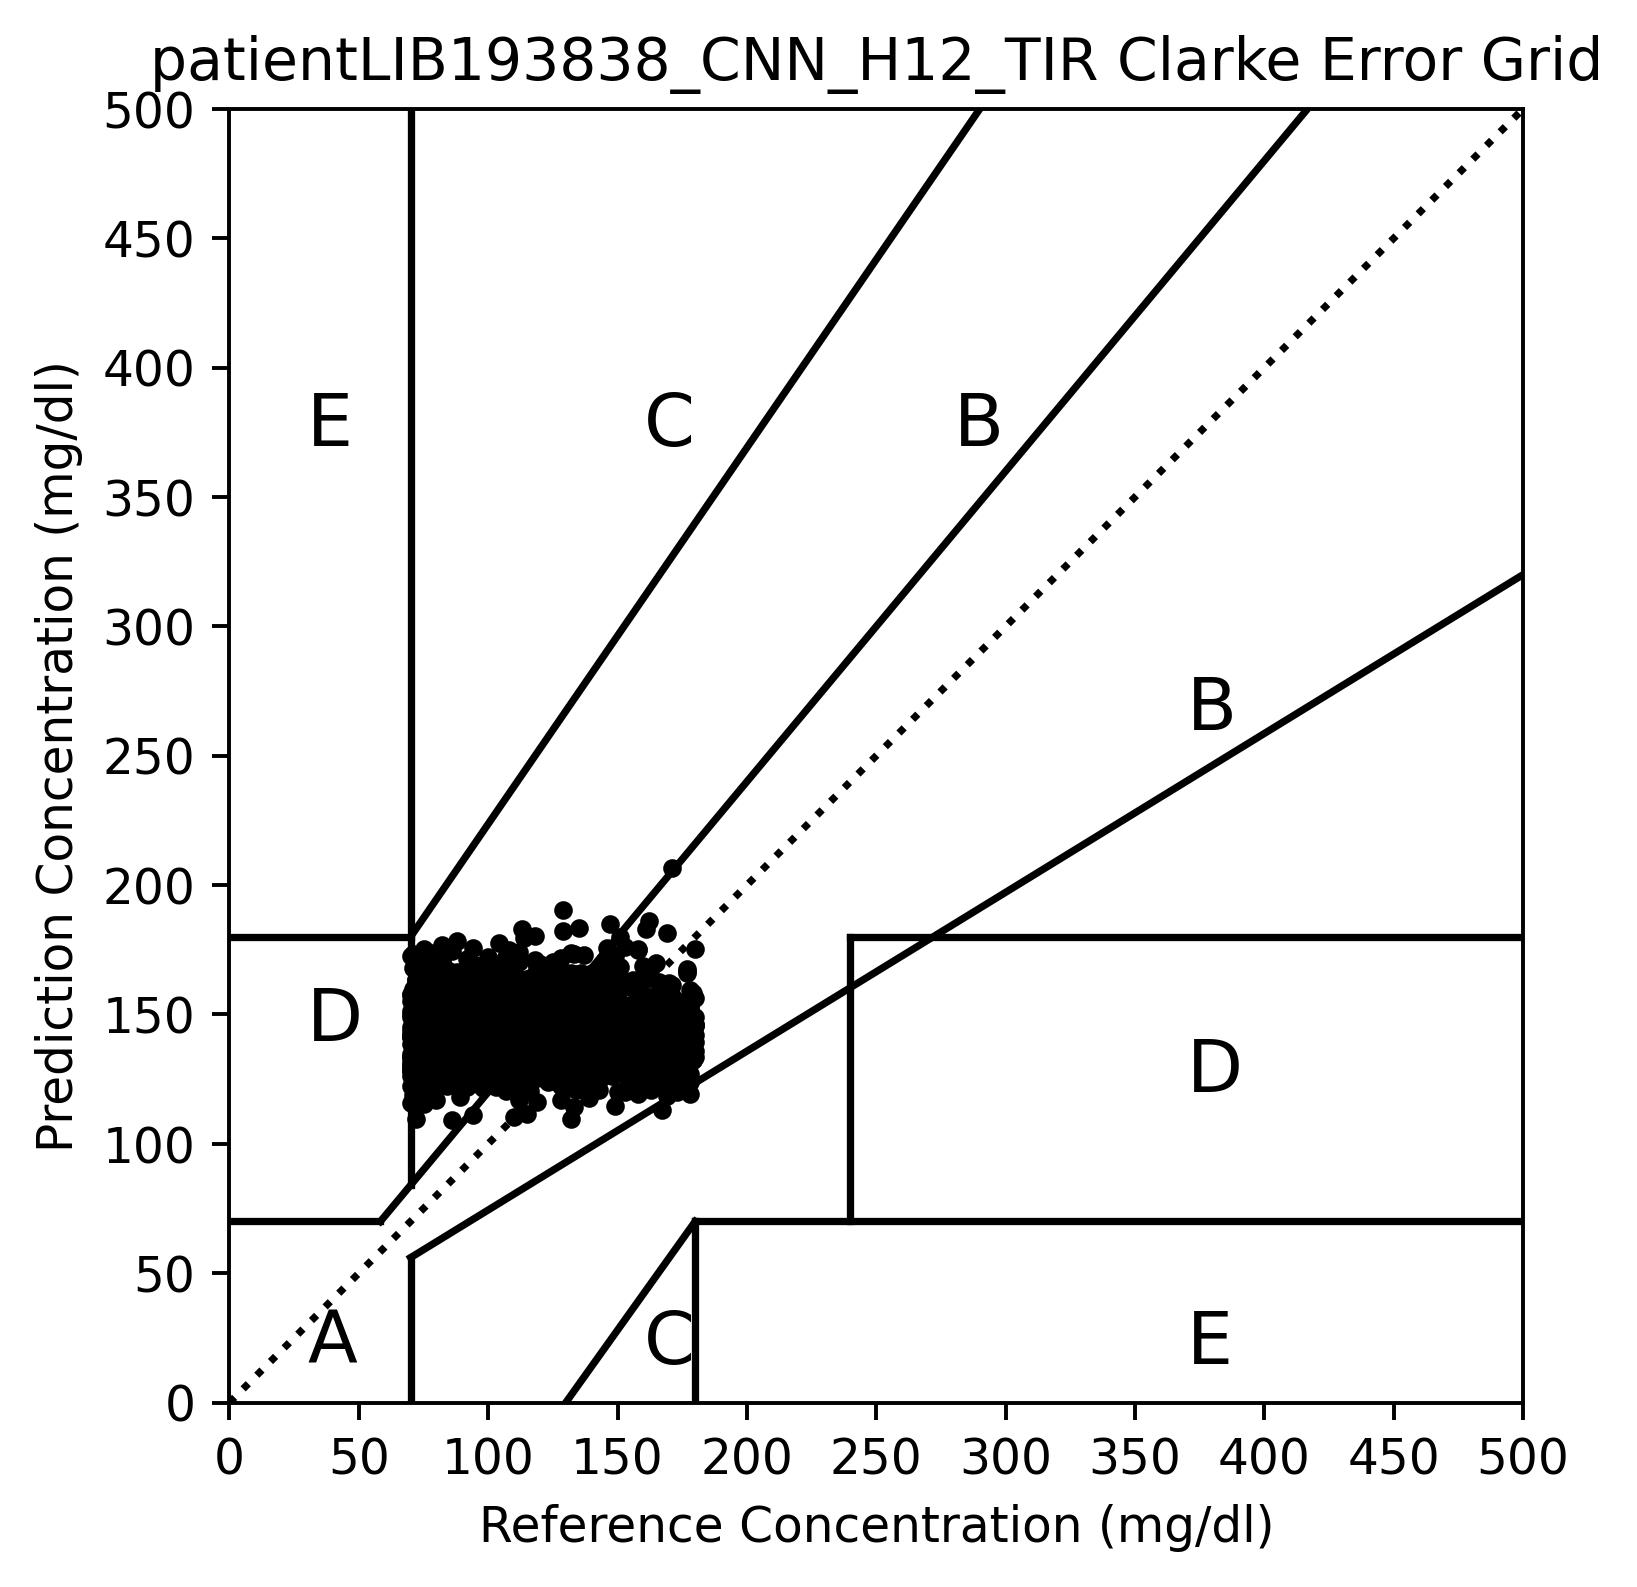 patientLIB193838_CNN_H12_TIR Clarke Error Grid
Prediction Concentration (mg/dl)
500
450
400
350
300
250
200
150
100
50
0
E
C
B
B
D
D
A
C
E
0 50 100 150 200 250 300 350 400 450 500
Reference Concentration (mg/dl)